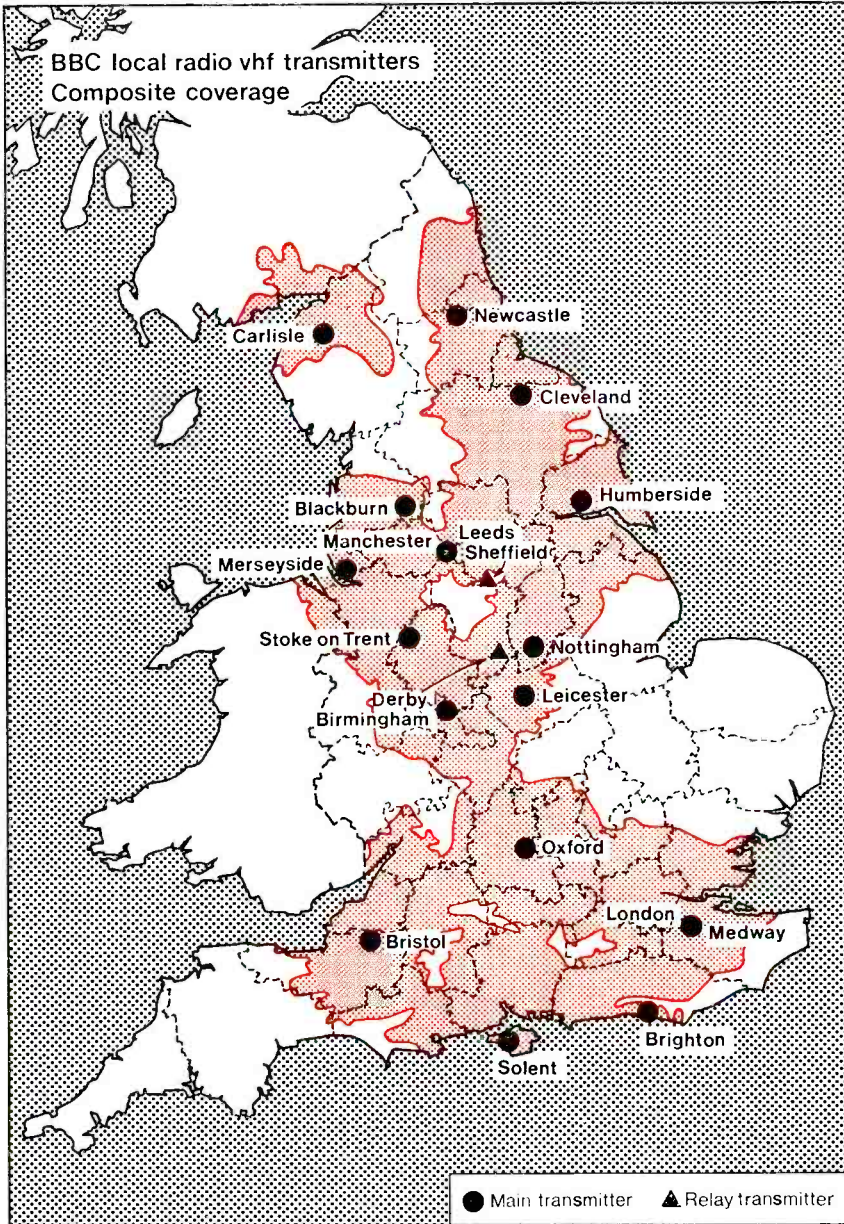 BBC local radio vhf transmitters
Composite coverage
Newcastle
Carlisle
Cleveland
Humberside
Blackburn
Leeds
Manchester
Sheffield
Merseyside
Stoke on Trent
Nottingham
Leicester
Derby
Birmingham
Oxford
London
Medway
Bristol
Brighton
Solent
Main transmitter
Relay transmitter